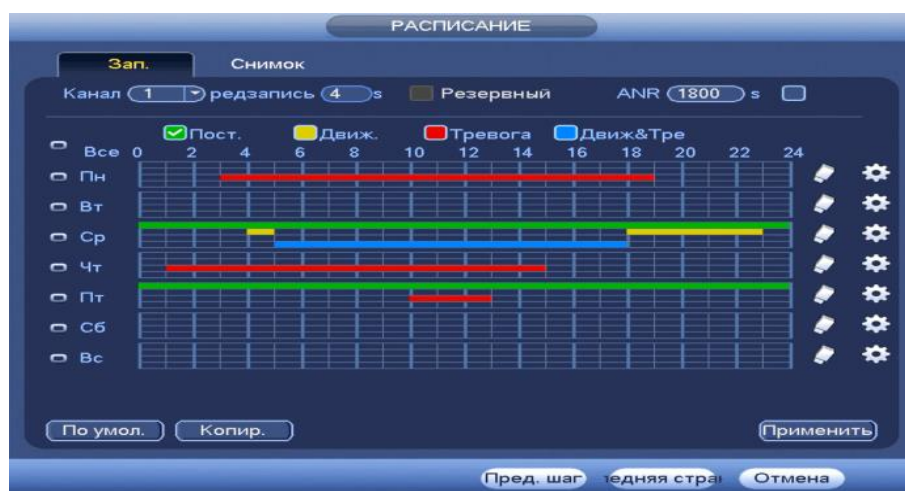 РАСПИСАНИЕ
Зап. Снимок
Канал 1 редзапись 4 s Резервный ANR 1800 s
Пост. Движ. Тревога Движ&Тре
Все 0 2 4 6 8 10 12 14 16 18 20 22 24
Пн
Вт
Ср
Чт
Пт
Сб
Вс
По умол. Копир. Применить
Пред. шаг едняя стра Отмена